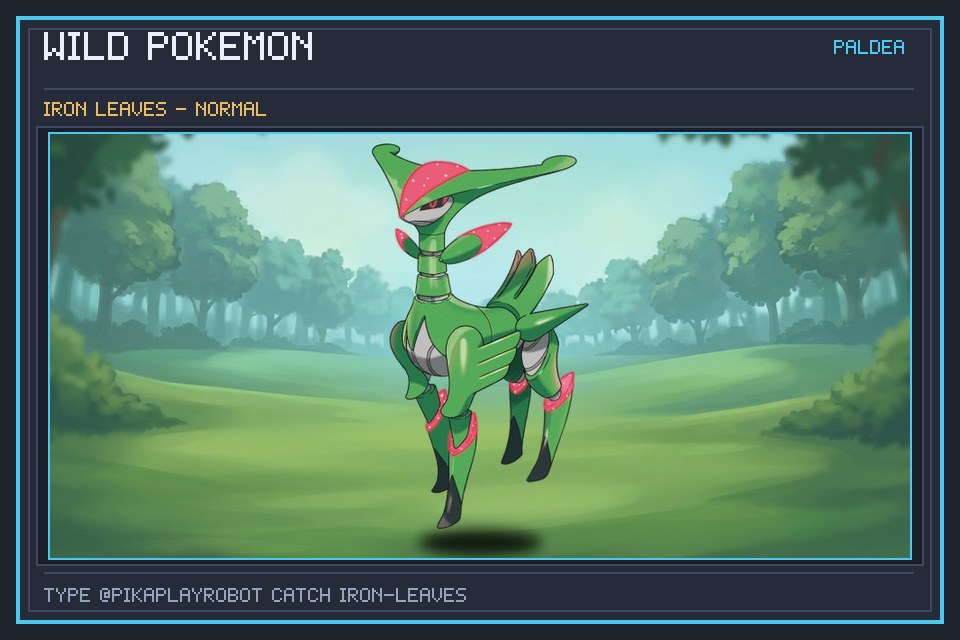 WILD POKEMON
PALDEA
IRON LEAVES - NORMAL
TYPE @PIKAPLAYROBOT CATCH IRON-LEAVES